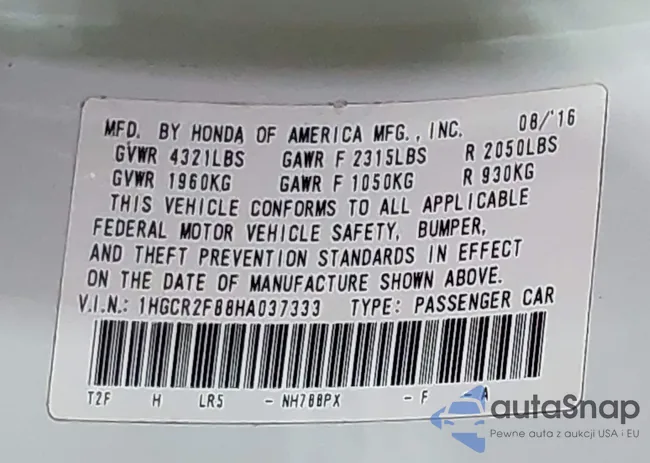 MFD. BY HONDA OF AMERICA MFG., INC. 08/'16
GVWR 4321LBS GAWR F 2315LBS R 2050LBS
GVWR 1960KG GAWR F 1050KG R 930KG
THIS VEHICLE CONFORMS TO ALL APPLICABLE
FEDERAL MOTOR VEHICLE SAFETY, BUMPER,
AND THEFT PREVENTION STANDARDS IN EFFECT
ON THE DATE OF MANUFACTURE SHOWN ABOVE.
V.I.N.: 1HGCR2F88HA037333 TYPE: PASSENGER CAR
T2F H LR5 - NH788PX - F - A
autoSnap
Pewne auta z aukcji USA i EU